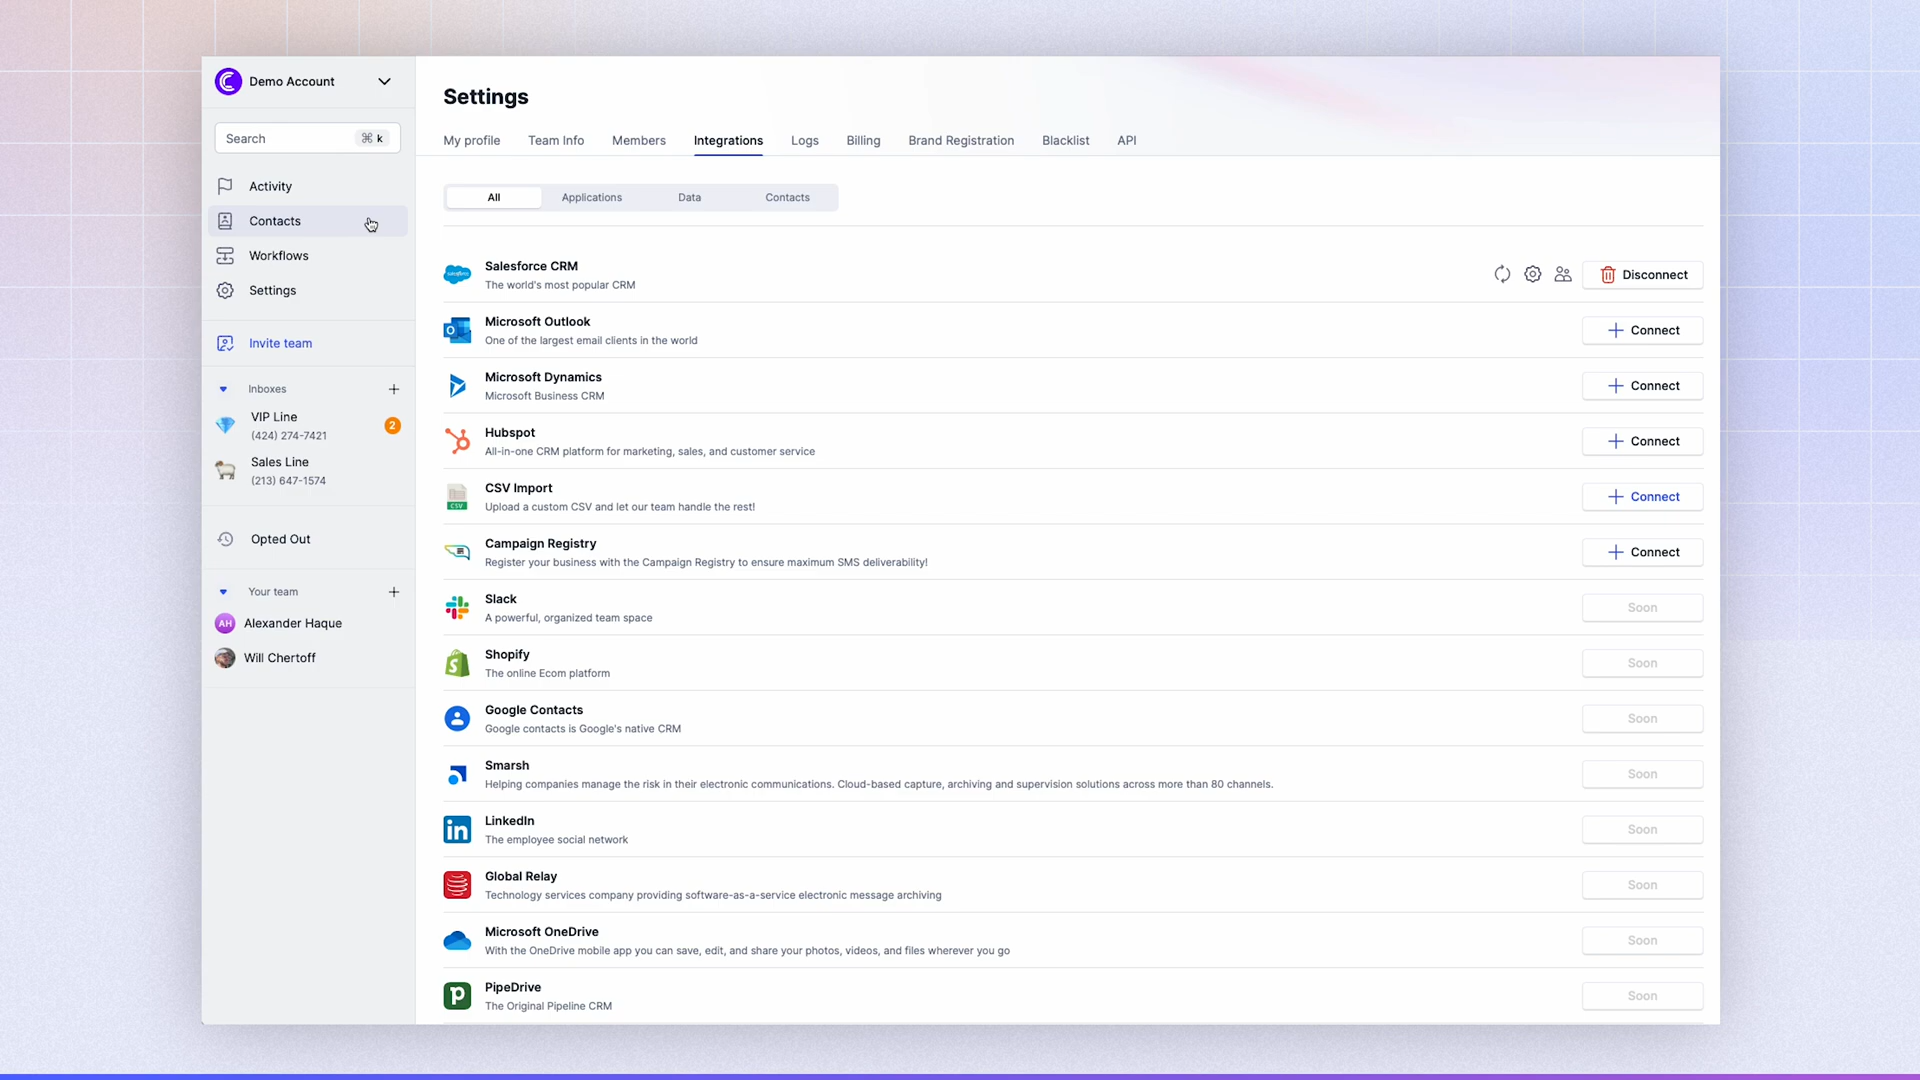 Demo Account
Search ⌘ k
Activity
Contacts
Workflows
Settings
Invite team
Inboxes
VIP Line
(424) 274-7421
2
Sales Line
(213) 647-1574
Opted Out
Your team
AH Alexander Haque
Will Chertoff
Settings
My profile Team Info Members Integrations Logs Billing Brand Registration Blacklist API
All Applications Data Contacts
Salesforce CRM
The world's most popular CRM
Disconnect
Microsoft Outlook
One of the largest email clients in the world
Connect
Microsoft Dynamics
Microsoft Business CRM
Connect
Hubspot
All-in-one CRM platform for marketing, sales, and customer service
Connect
CSV
CSV Import
Upload a custom CSV and let our team handle the rest!
Connect
Campaign Registry
Register your business with the Campaign Registry to ensure maximum SMS deliverability!
Connect
Slack
A powerful, organized team space
Soon
Shopify
The online Ecom platform
Soon
Google Contacts
Google contacts is Google's native CRM
Soon
Smarsh
Helping companies manage the risk in their electronic communications. Cloud-based capture, archiving and supervision solutions across more than 80 channels.
Soon
in
LinkedIn
The employee social network
Soon
Global Relay
Technology services company providing software-as-a-service electronic message archiving
Soon
Microsoft OneDrive
With the OneDrive mobile app you can save, edit, and share your photos, videos, and files wherever you go
Soon
PipeDrive
The Original Pipeline CRM
Soon